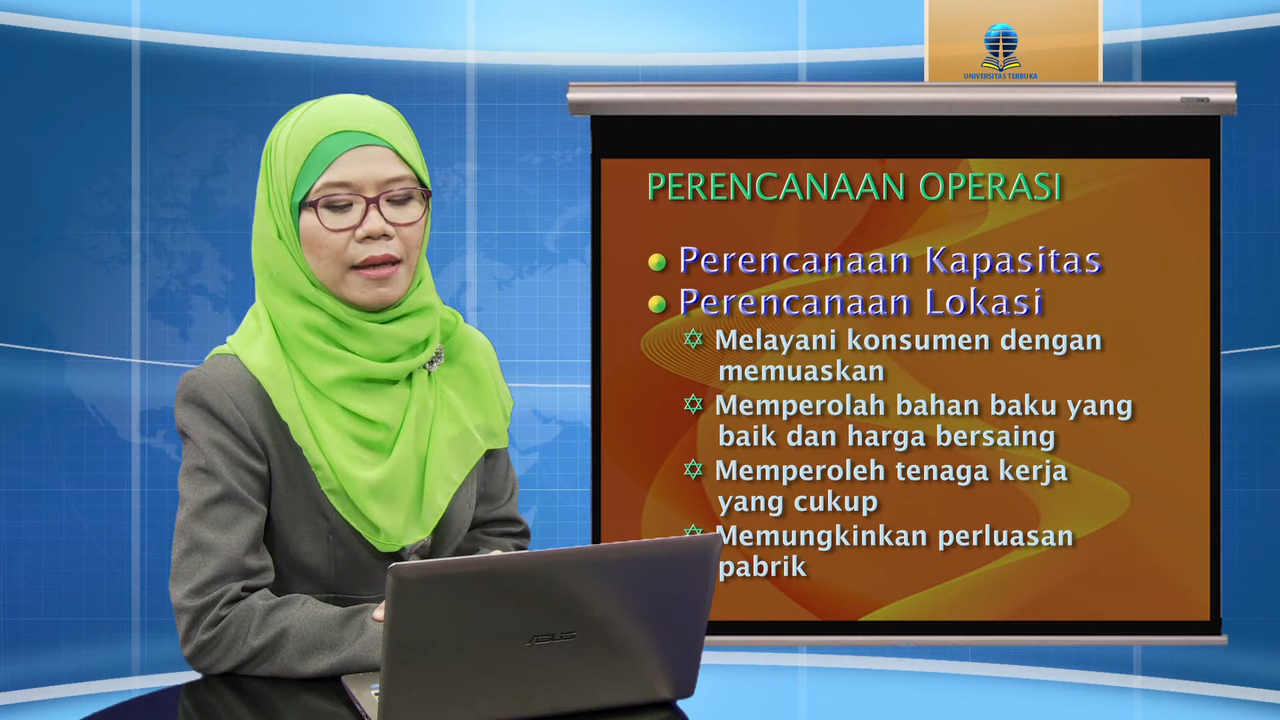 UNIVERSITAS TERBUKA
PERENCANAAN OPERASI
Perencanaan Kapasitas
Perencanaan Lokasi
Melayani konsumen dengan
memuaskan
Memperolah bahan baku yang
baik dan harga bersaing
Memperoleh tenaga kerja
yang cukup
Memungkinkan perluasan
pabrik
ASUS